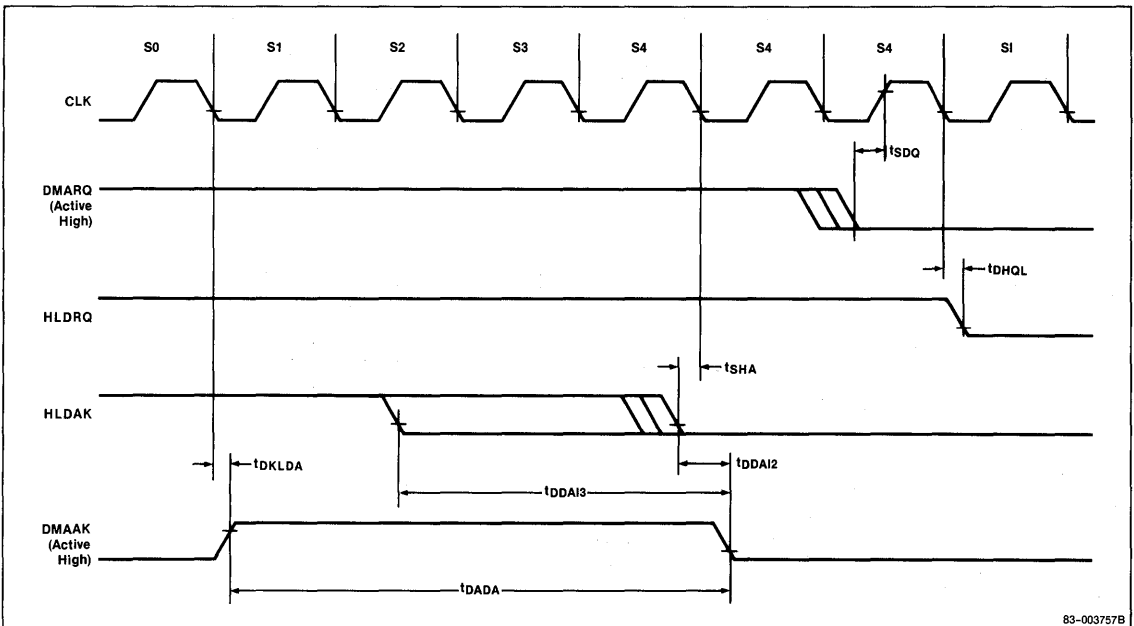 S0 S1 S2 S3 S4 S4 S4 SI
CLK
tSDQ
DMARQ
(Active
High)
tDHQL
HLDRQ
tSHA
HLDAK
tDKLDA
tDDAI2
tDDAI3
DMAAK
(Active
High)
tDADA
83-003757B